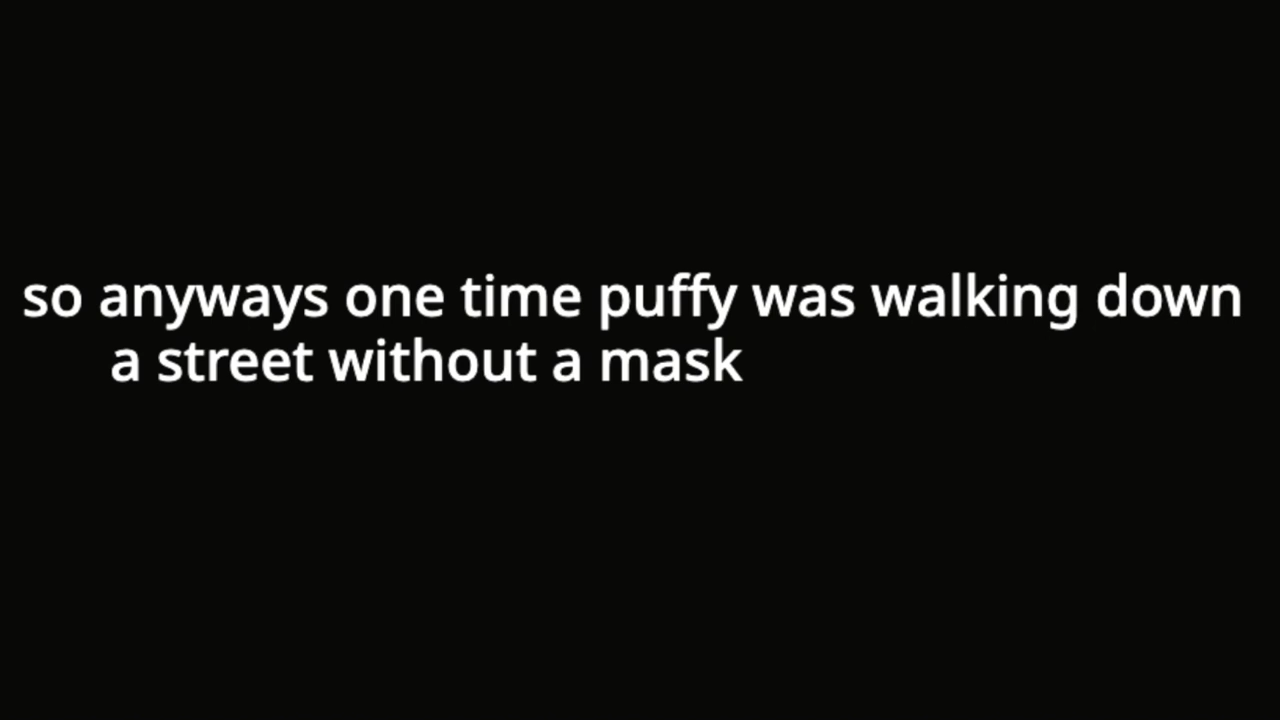 so anyways one time puffy was walking down
a street without a mask